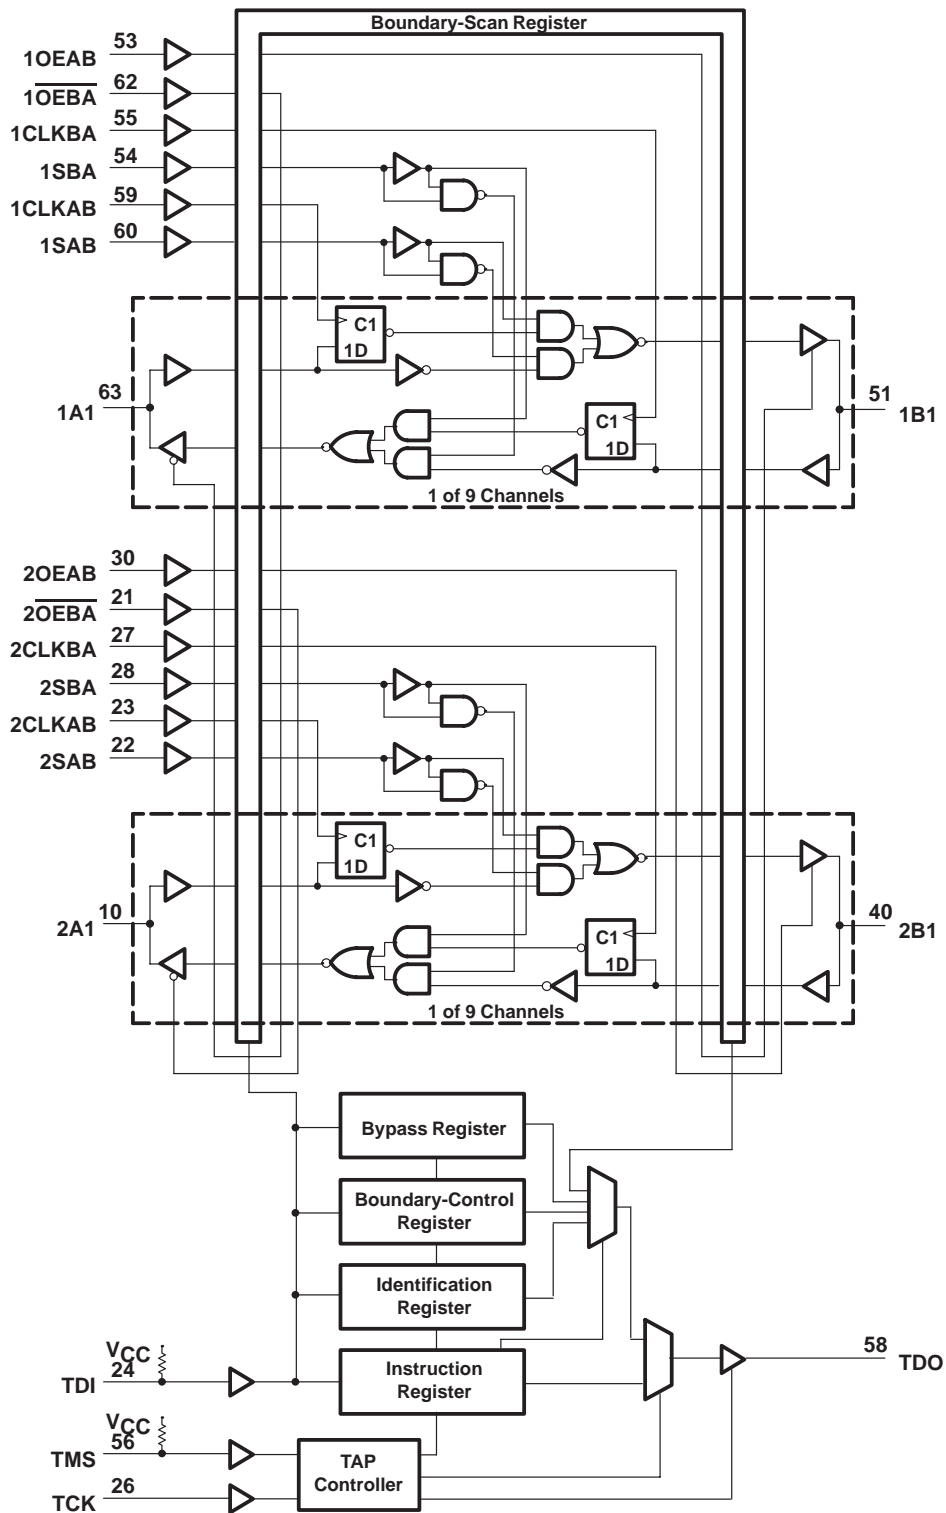 Boundary-Scan Register
53
1OEAB
62
1OEBA
55
1CLKBA
54
1SBA
59
1CLKAB
60
1SAB
C1
1D
63
1A1
51
1B1
C1
1D
1 of 9 Channels
30
2OEAB
21
2OEBA
27
2CLKBA
28
2SBA
23
2CLKAB
22
2SAB
C1
1D
10
2A1
40
2B1
C1
1D
1 of 9 Channels
Bypass Register
Boundary-Control
Register
Identification
Register
VCC
24
TDI
Instruction
Register
58
TDO
VCC
56
TMS
TAP
Controller
26
TCK